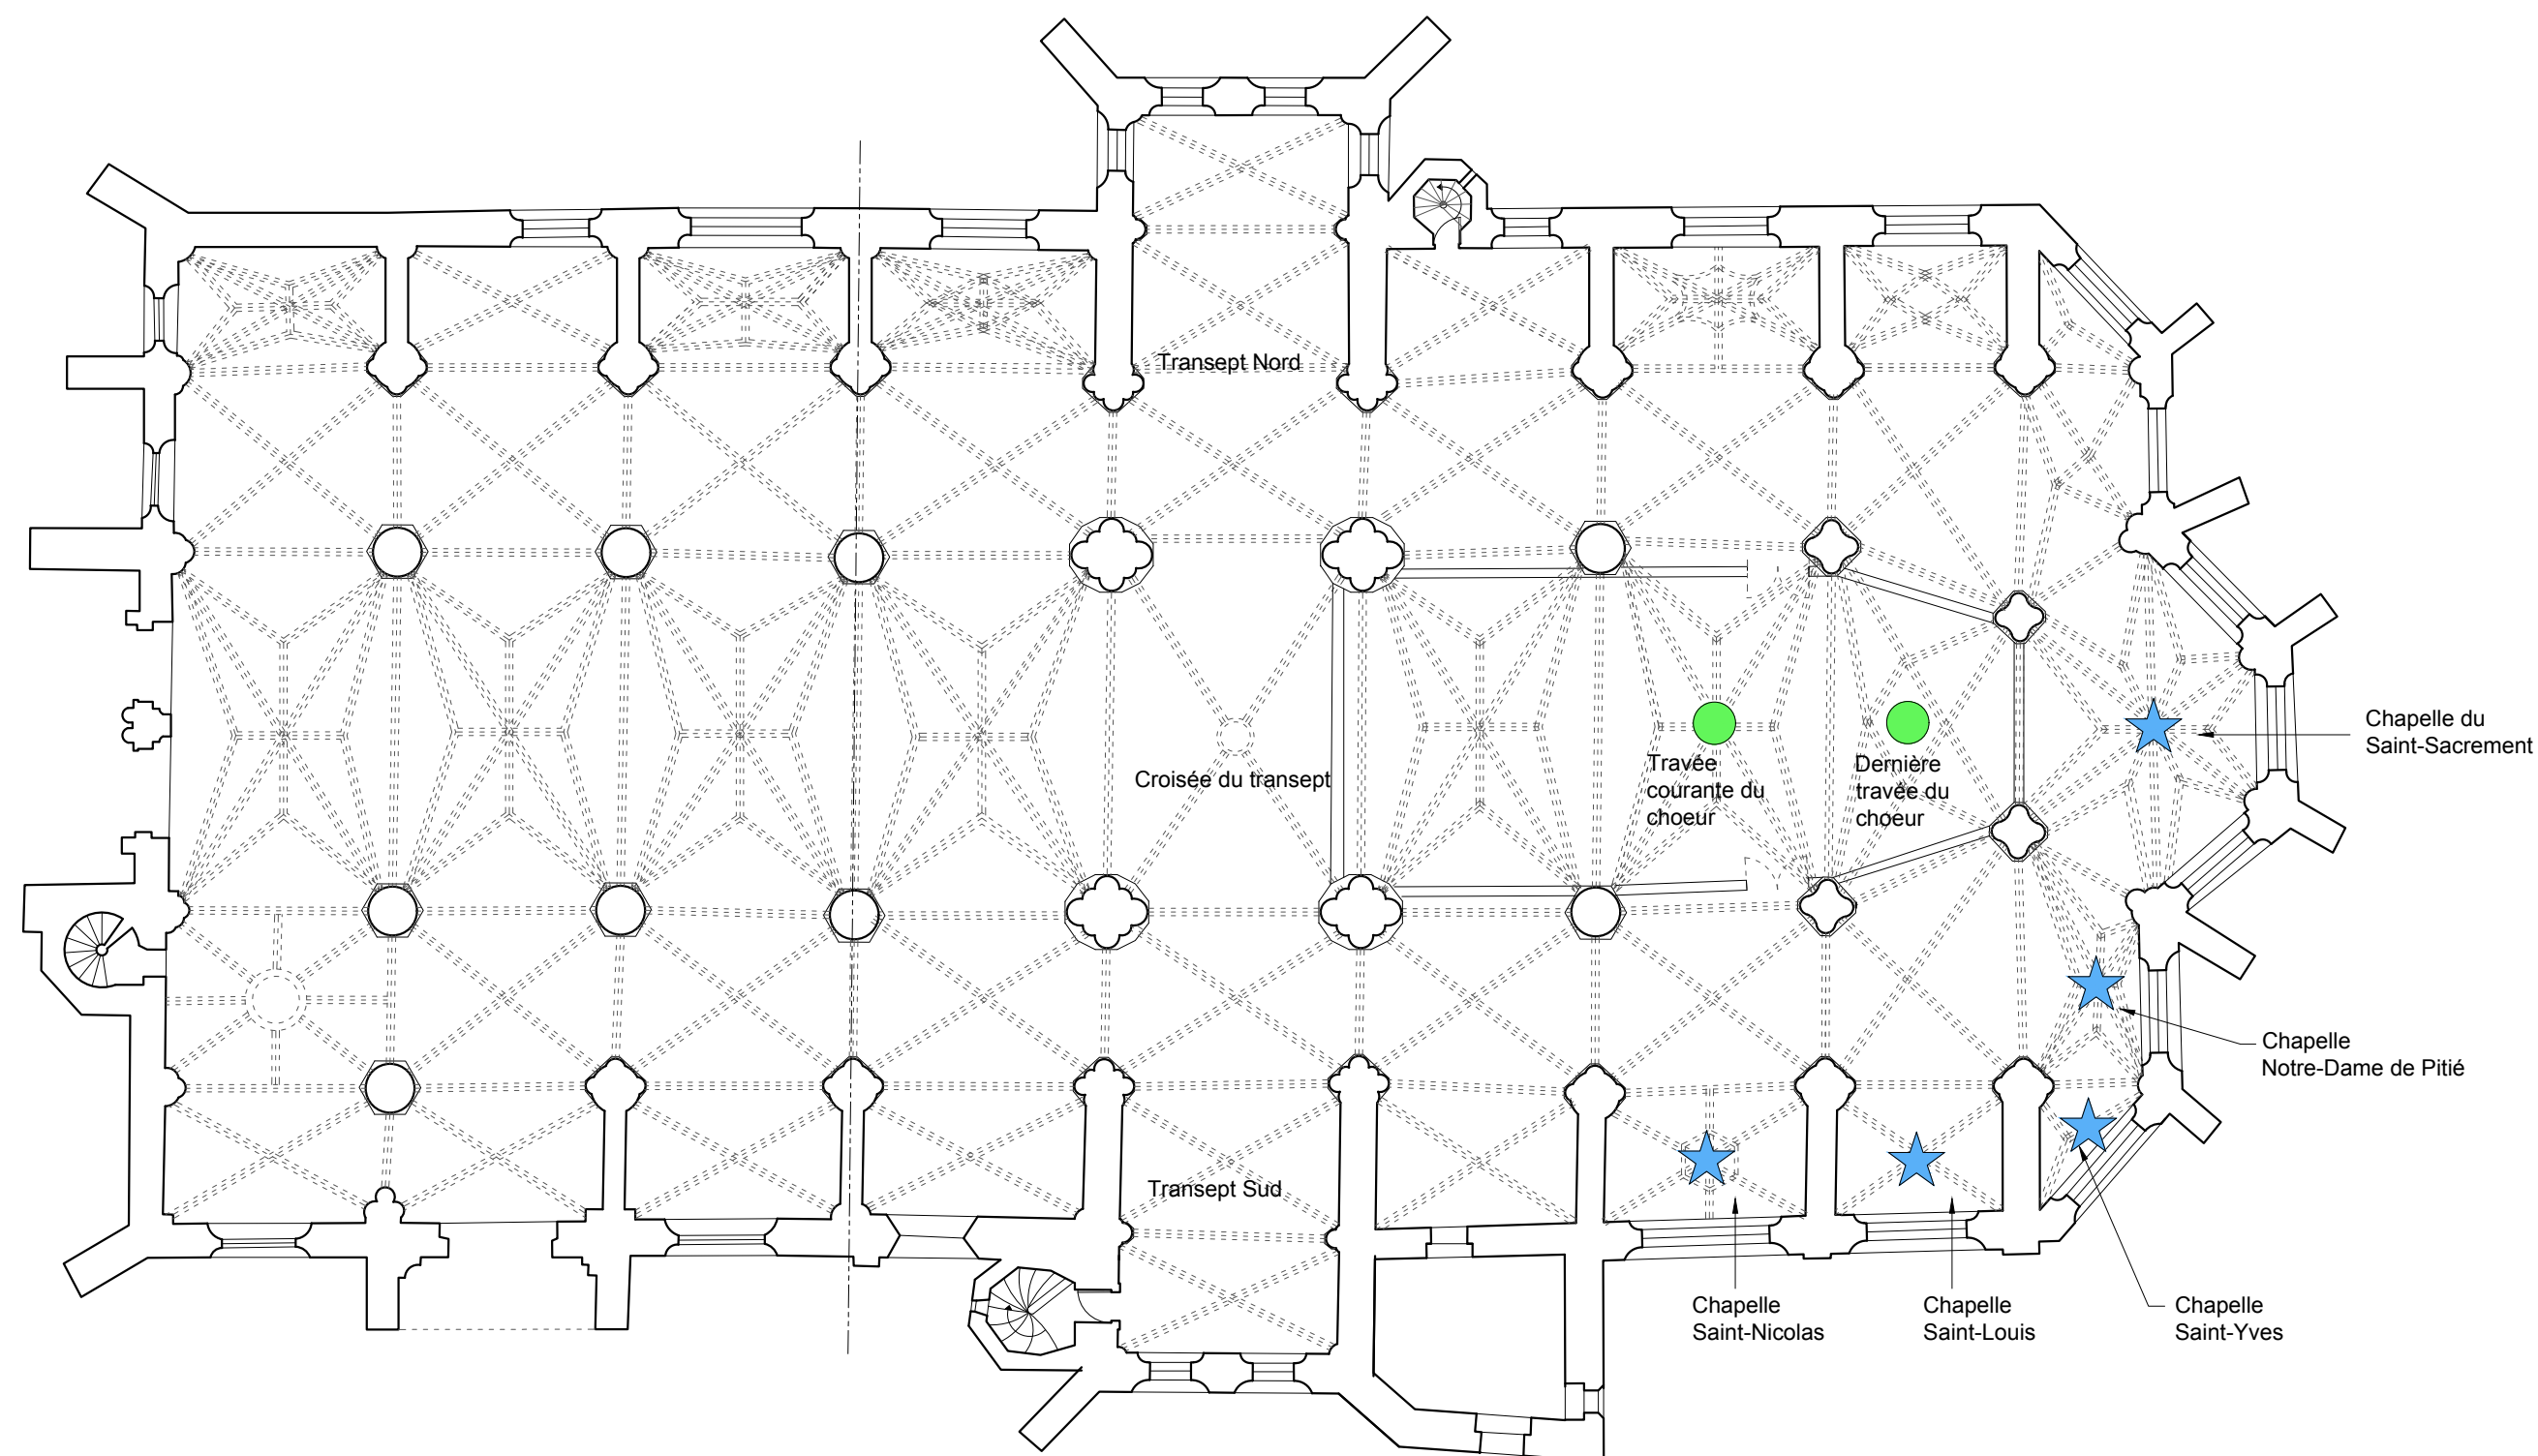 Transept Nord
Chapelle du
Saint-Sacrement
Croisée du transept
Travée
courante du
choeur
Dernière
travée du
choeur
Chapelle
Notre-Dame de Pitié
Transept Sud
Chapelle
Saint-Nicolas
Chapelle
Saint-Louis
Chapelle
Saint-Yves